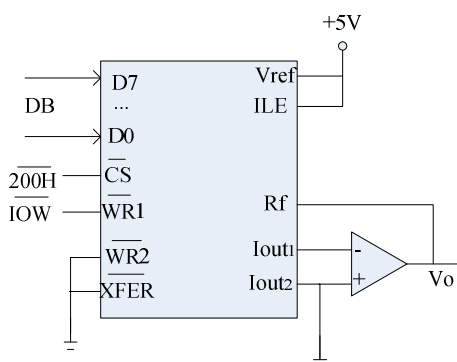 +5V
D7
Vref
DB
...
ILE
D0
200H
CS
IOW
WR1
Rf
WR2
Iout1
-
XFER
Iout2
+
Vo